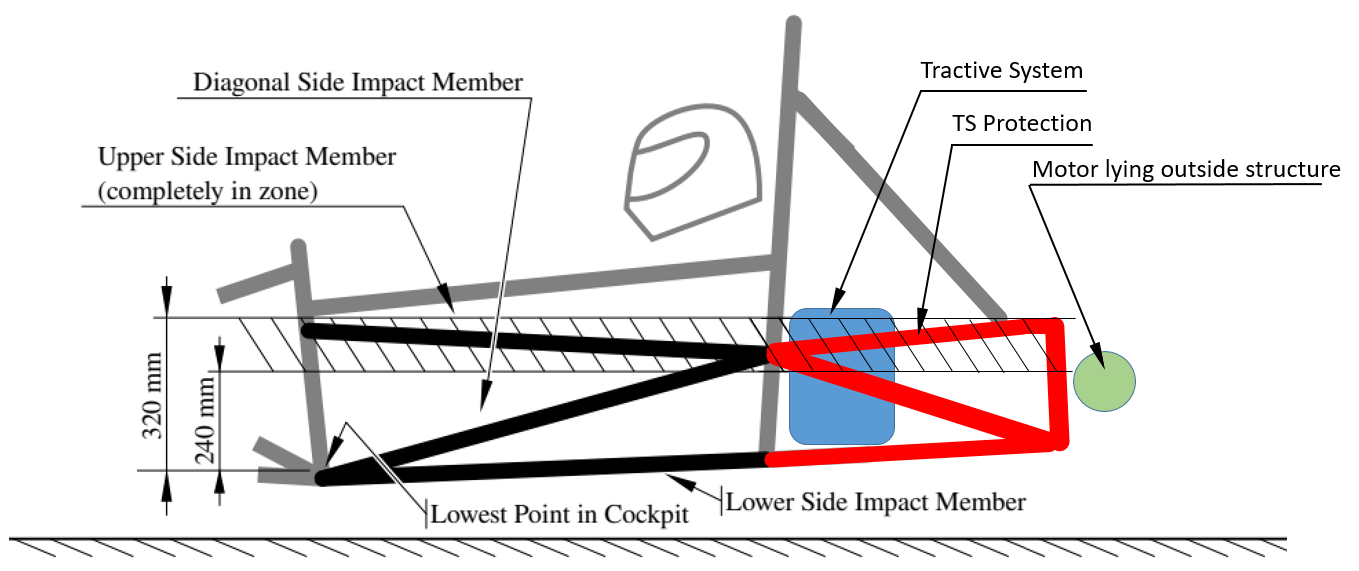 Tractive System
Diagonal Side Impact Member
TS Protection
Upper Side Impact Member
(completely in zone)
Motor lying outside structure
320 mm
240 mm
Lowest Point in Cockpit
Lower Side Impact Member